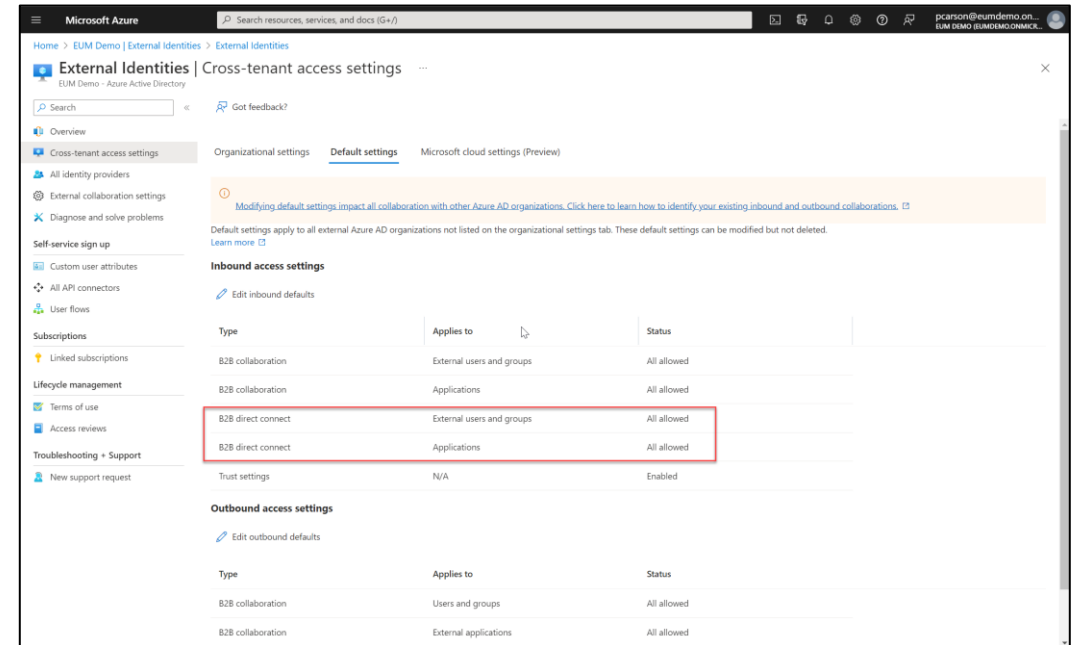 Microsoft Azure
Search resources, services, and docs (G+/)
pcarson@eumdemo.on...
EUM DEMO (EUMDEMO.ONMICR...
Home > EUM Demo | External Identities > External Identities
External Identities | Cross-tenant access settings ...
EUM Demo - Azure Active Directory
Search
«
Got feedback?
Overview
Cross-tenant access settings
All identity providers
External collaboration settings
Diagnose and solve problems
Self-service sign up
Custom user attributes
All API connectors
User flows
Subscriptions
Linked subscriptions
Lifecycle management
Terms of use
Access reviews
Troubleshooting + Support
New support request
Organizational settings Default settings Microsoft cloud settings (Preview)
Modifying default settings impact all collaboration with other Azure AD organizations. Click here to learn how to identify your existing inbound and outbound collaborations.
Default settings apply to all external Azure AD organizations not listed on the organizational settings tab. These default settings can be modified but not deleted.
Learn more
Inbound access settings
Edit inbound defaults
Type Applies to Status
B2B collaboration External users and groups All allowed
B2B collaboration Applications All allowed
B2B direct connect External users and groups All allowed
B2B direct connect Applications All allowed
Trust settings N/A Enabled
Outbound access settings
Edit outbound defaults
Type Applies to Status
B2B collaboration Users and groups All allowed
B2B collaboration External applications All allowed